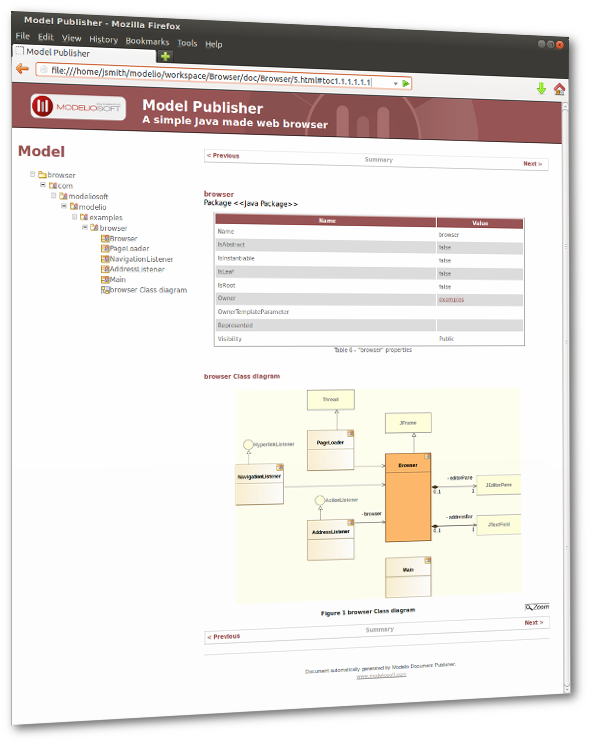 Model Publisher - Mozilla Firefox
File Edit View History Bookmarks Tools Help
Model Publisher
file:///home/jsmith/modelio/workspace/Browser/doc/Browser/5.html#toc1.1.1.1.1.1
MODELIOSOFT
Model Publisher
A simple Java made web browser
Model
< Previous Summary Next >
browser
com
modeliosoft
modelio
examples
browser
Browser
PageLoader
NavigationListener
AddressListener
Main
browser Class diagram
browser
Package <<Java Package>>
Name Value
Name browser
IsAbstract false
IsInstantiable false
IsLeaf false
IsRoot false
Owner examples
OwnerTemplateParameter
Represented
Visibility Public
Table 6 - "browser" properties
browser Class diagram
Thread
JFrame
PageLoader
HyperlinkListener
Browser
NavigationListener
- editorPane
0..1 1
JEditorPane
ActionListener
- browser
- addressBar
0..1 1
JTextField
AddressListener
Main
Figure 1 browser Class diagram
Zoom
< Previous Summary Next >
Document automatically generated by Modelio Document Publisher.
www.modeliosoft.com